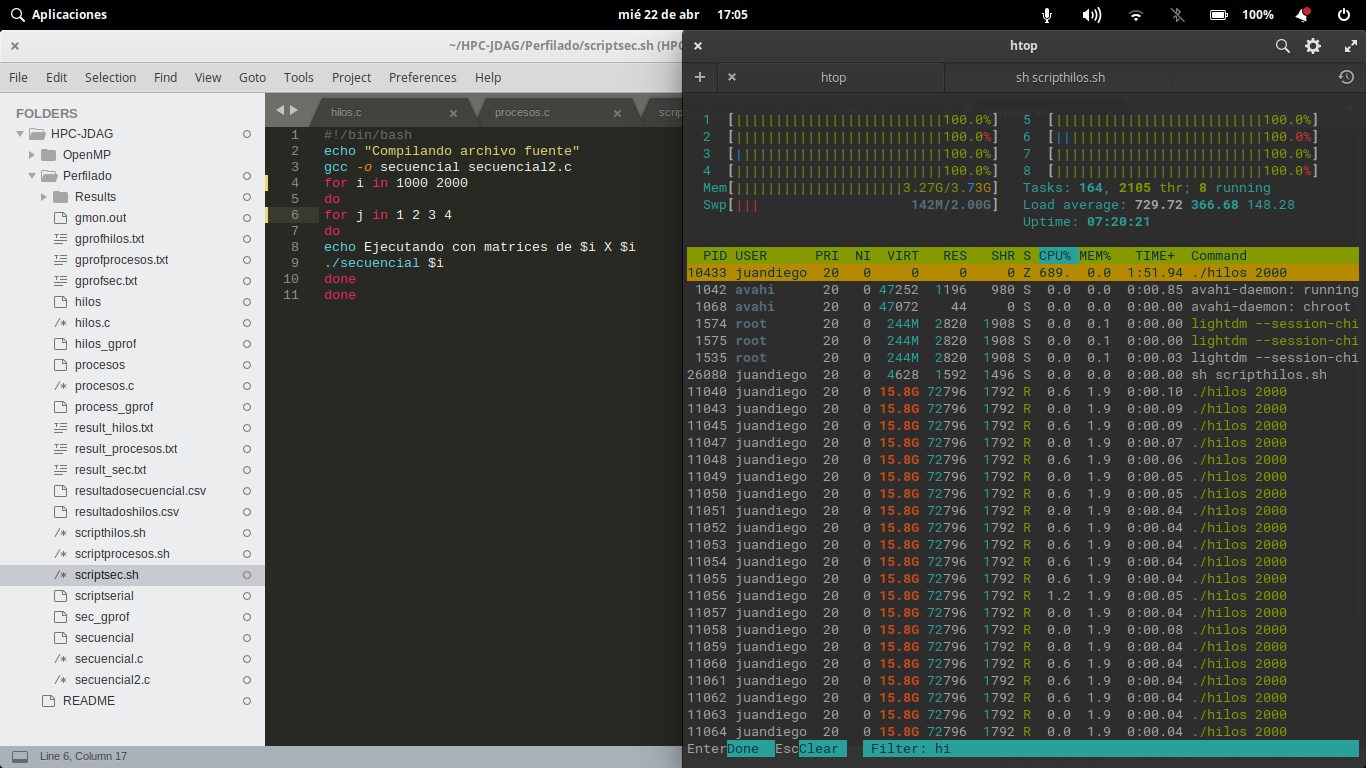 Aplicaciones
mié 22 de abr 17:05
100%
~/HPC-JDAG/Perfilado/scriptsec.sh (HPC
File Edit Selection Find View Goto Tools Project Preferences Help
FOLDERS
HPC-JDAG
OpenMP
Perfilado
Results
gmon.out
gprofhilos.txt
gprofprocesos.txt
gprofsec.txt
hilos
hilos.c
hilos_gprof
procesos
procesos.c
process_gprof
result_hilos.txt
result_procesos.txt
result_sec.txt
resultadosecuencial.csv
resultadoshilos.csv
scripthilos.sh
scriptprocesos.sh
scriptsec.sh
scriptserial
sec_gprof
secuencial
secuencial.c
secuencial2.c
README
hilos.c procesos.c scrip
1 #!/bin/bash
2 echo "Compilando archivo fuente"
3 gcc -o secuencial secuencial2.c
4 for i in 1000 2000
5 do
6 for j in 1 2 3 4
7 do
8 echo Ejecutando con matrices de $i X $i
9 ./secuencial $i
10 done
11 done
Line 6, Column 17
htop
htop sh scripthilos.sh
1 [||||||||||||||||||||||||||100.0%] 5 [||||||||||||||||||||||||||100.0%]
2 [||||||||||||||||||||||||||100.0%] 6 [||||||||||||||||||||||||||100.0%]
3 [||||||||||||||||||||||||||100.0%] 7 [||||||||||||||||||||||||||100.0%]
4 [||||||||||||||||||||||||||100.0%] 8 [||||||||||||||||||||||||||100.0%]
Mem[|||||||||||||||||||||3.27G/3.73G] Tasks: 164, 2105 thr; 8 running
Swp[||| 142M/2.00G] Load average: 729.72 366.68 148.28
Uptime: 07:20:21
PID USER PRI NI VIRT RES SHR S CPU% MEM% TIME+ Command
10433 juandiego 20 0 0 0 0 Z 689. 0.0 1:51.94 ./hilos 2000
1042 avahi 20 0 47252 1196 980 S 0.0 0.0 0:00.85 avahi-daemon: running
1068 avahi 20 0 47072 44 0 S 0.0 0.0 0:00.00 avahi-daemon: chroot
1574 root 20 0 244M 2820 1908 S 0.0 0.1 0:00.00 lightdm --session-chi
1575 root 20 0 244M 2820 1908 S 0.0 0.1 0:00.00 lightdm --session-chi
1535 root 20 0 244M 2820 1908 S 0.0 0.1 0:00.03 lightdm --session-chi
26080 juandiego 20 0 4628 1592 1496 S 0.0 0.0 0:00.00 sh scripthilos.sh
11040 juandiego 20 0 15.8G 72796 1792 R 0.6 1.9 0:00.10 ./hilos 2000
11043 juandiego 20 0 15.8G 72796 1792 R 0.0 1.9 0:00.09 ./hilos 2000
11045 juandiego 20 0 15.8G 72796 1792 R 0.6 1.9 0:00.09 ./hilos 2000
11047 juandiego 20 0 15.8G 72796 1792 R 0.0 1.9 0:00.07 ./hilos 2000
11048 juandiego 20 0 15.8G 72796 1792 R 0.6 1.9 0:00.06 ./hilos 2000
11049 juandiego 20 0 15.8G 72796 1792 R 0.0 1.9 0:00.05 ./hilos 2000
11050 juandiego 20 0 15.8G 72796 1792 R 0.6 1.9 0:00.05 ./hilos 2000
11051 juandiego 20 0 15.8G 72796 1792 R 0.0 1.9 0:00.04 ./hilos 2000
11052 juandiego 20 0 15.8G 72796 1792 R 0.6 1.9 0:00.04 ./hilos 2000
11053 juandiego 20 0 15.8G 72796 1792 R 0.6 1.9 0:00.04 ./hilos 2000
11054 juandiego 20 0 15.8G 72796 1792 R 0.6 1.9 0:00.04 ./hilos 2000
11055 juandiego 20 0 15.8G 72796 1792 R 0.6 1.9 0:00.04 ./hilos 2000
11056 juandiego 20 0 15.8G 72796 1792 R 1.2 1.9 0:00.05 ./hilos 2000
11057 juandiego 20 0 15.8G 72796 1792 R 0.0 1.9 0:00.04 ./hilos 2000
11058 juandiego 20 0 15.8G 72796 1792 R 0.0 1.9 0:00.08 ./hilos 2000
11059 juandiego 20 0 15.8G 72796 1792 R 0.0 1.9 0:00.04 ./hilos 2000
11060 juandiego 20 0 15.8G 72796 1792 R 0.6 1.9 0:00.04 ./hilos 2000
11061 juandiego 20 0 15.8G 72796 1792 R 0.6 1.9 0:00.04 ./hilos 2000
11062 juandiego 20 0 15.8G 72796 1792 R 0.6 1.9 0:00.04 ./hilos 2000
11063 juandiego 20 0 15.8G 72796 1792 R 0.0 1.9 0:00.04 ./hilos 2000
11064 juandiego 20 0 15.8G 72796 1792 R 0.0 1.9 0:00.04 ./hilos 2000
EnterDone EscClear Filter: hi